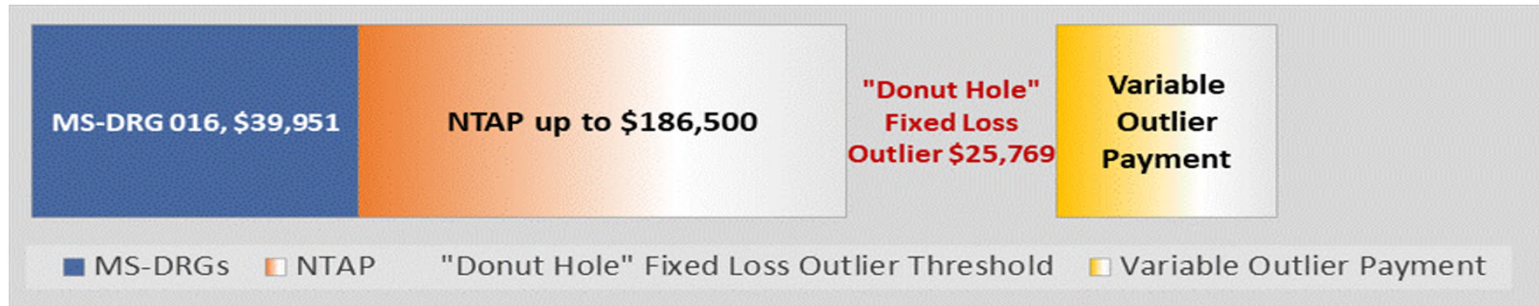 MS-DRG 016, $39,951
NTAP up to $186,500
"Donut Hole"
Fixed Loss
Outlier $25,769
Variable
Outlier
Payment
MS-DRGs NTAP "Donut Hole" Fixed Loss Outlier Threshold Variable Outlier Payment